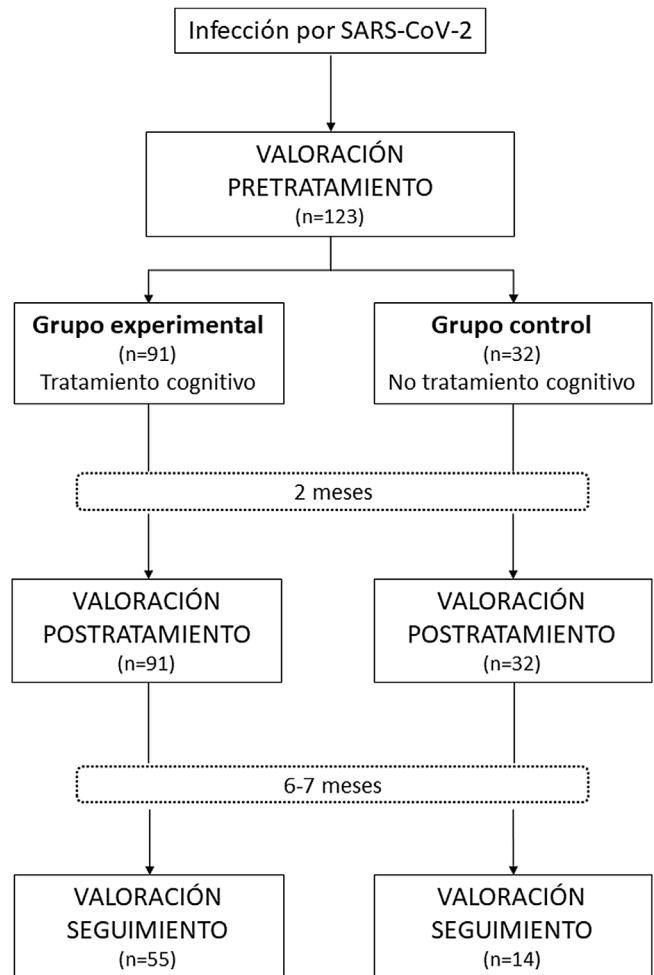 Infección por SARS-CoV-2
VALORACIÓN
PRETRATAMIENTO
(n=123)
Grupo experimental
(n=91)
Tratamiento cognitivo
Grupo control
(n=32)
No tratamiento cognitivo
2 meses
VALORACIÓN
POSTRATAMIENTO
(n=91)
VALORACIÓN
POSTRATAMIENTO
(n=32)
6-7 meses
VALORACIÓN
SEGUIMIENTO
(n=55)
VALORACIÓN
SEGUIMIENTO
(n=14)